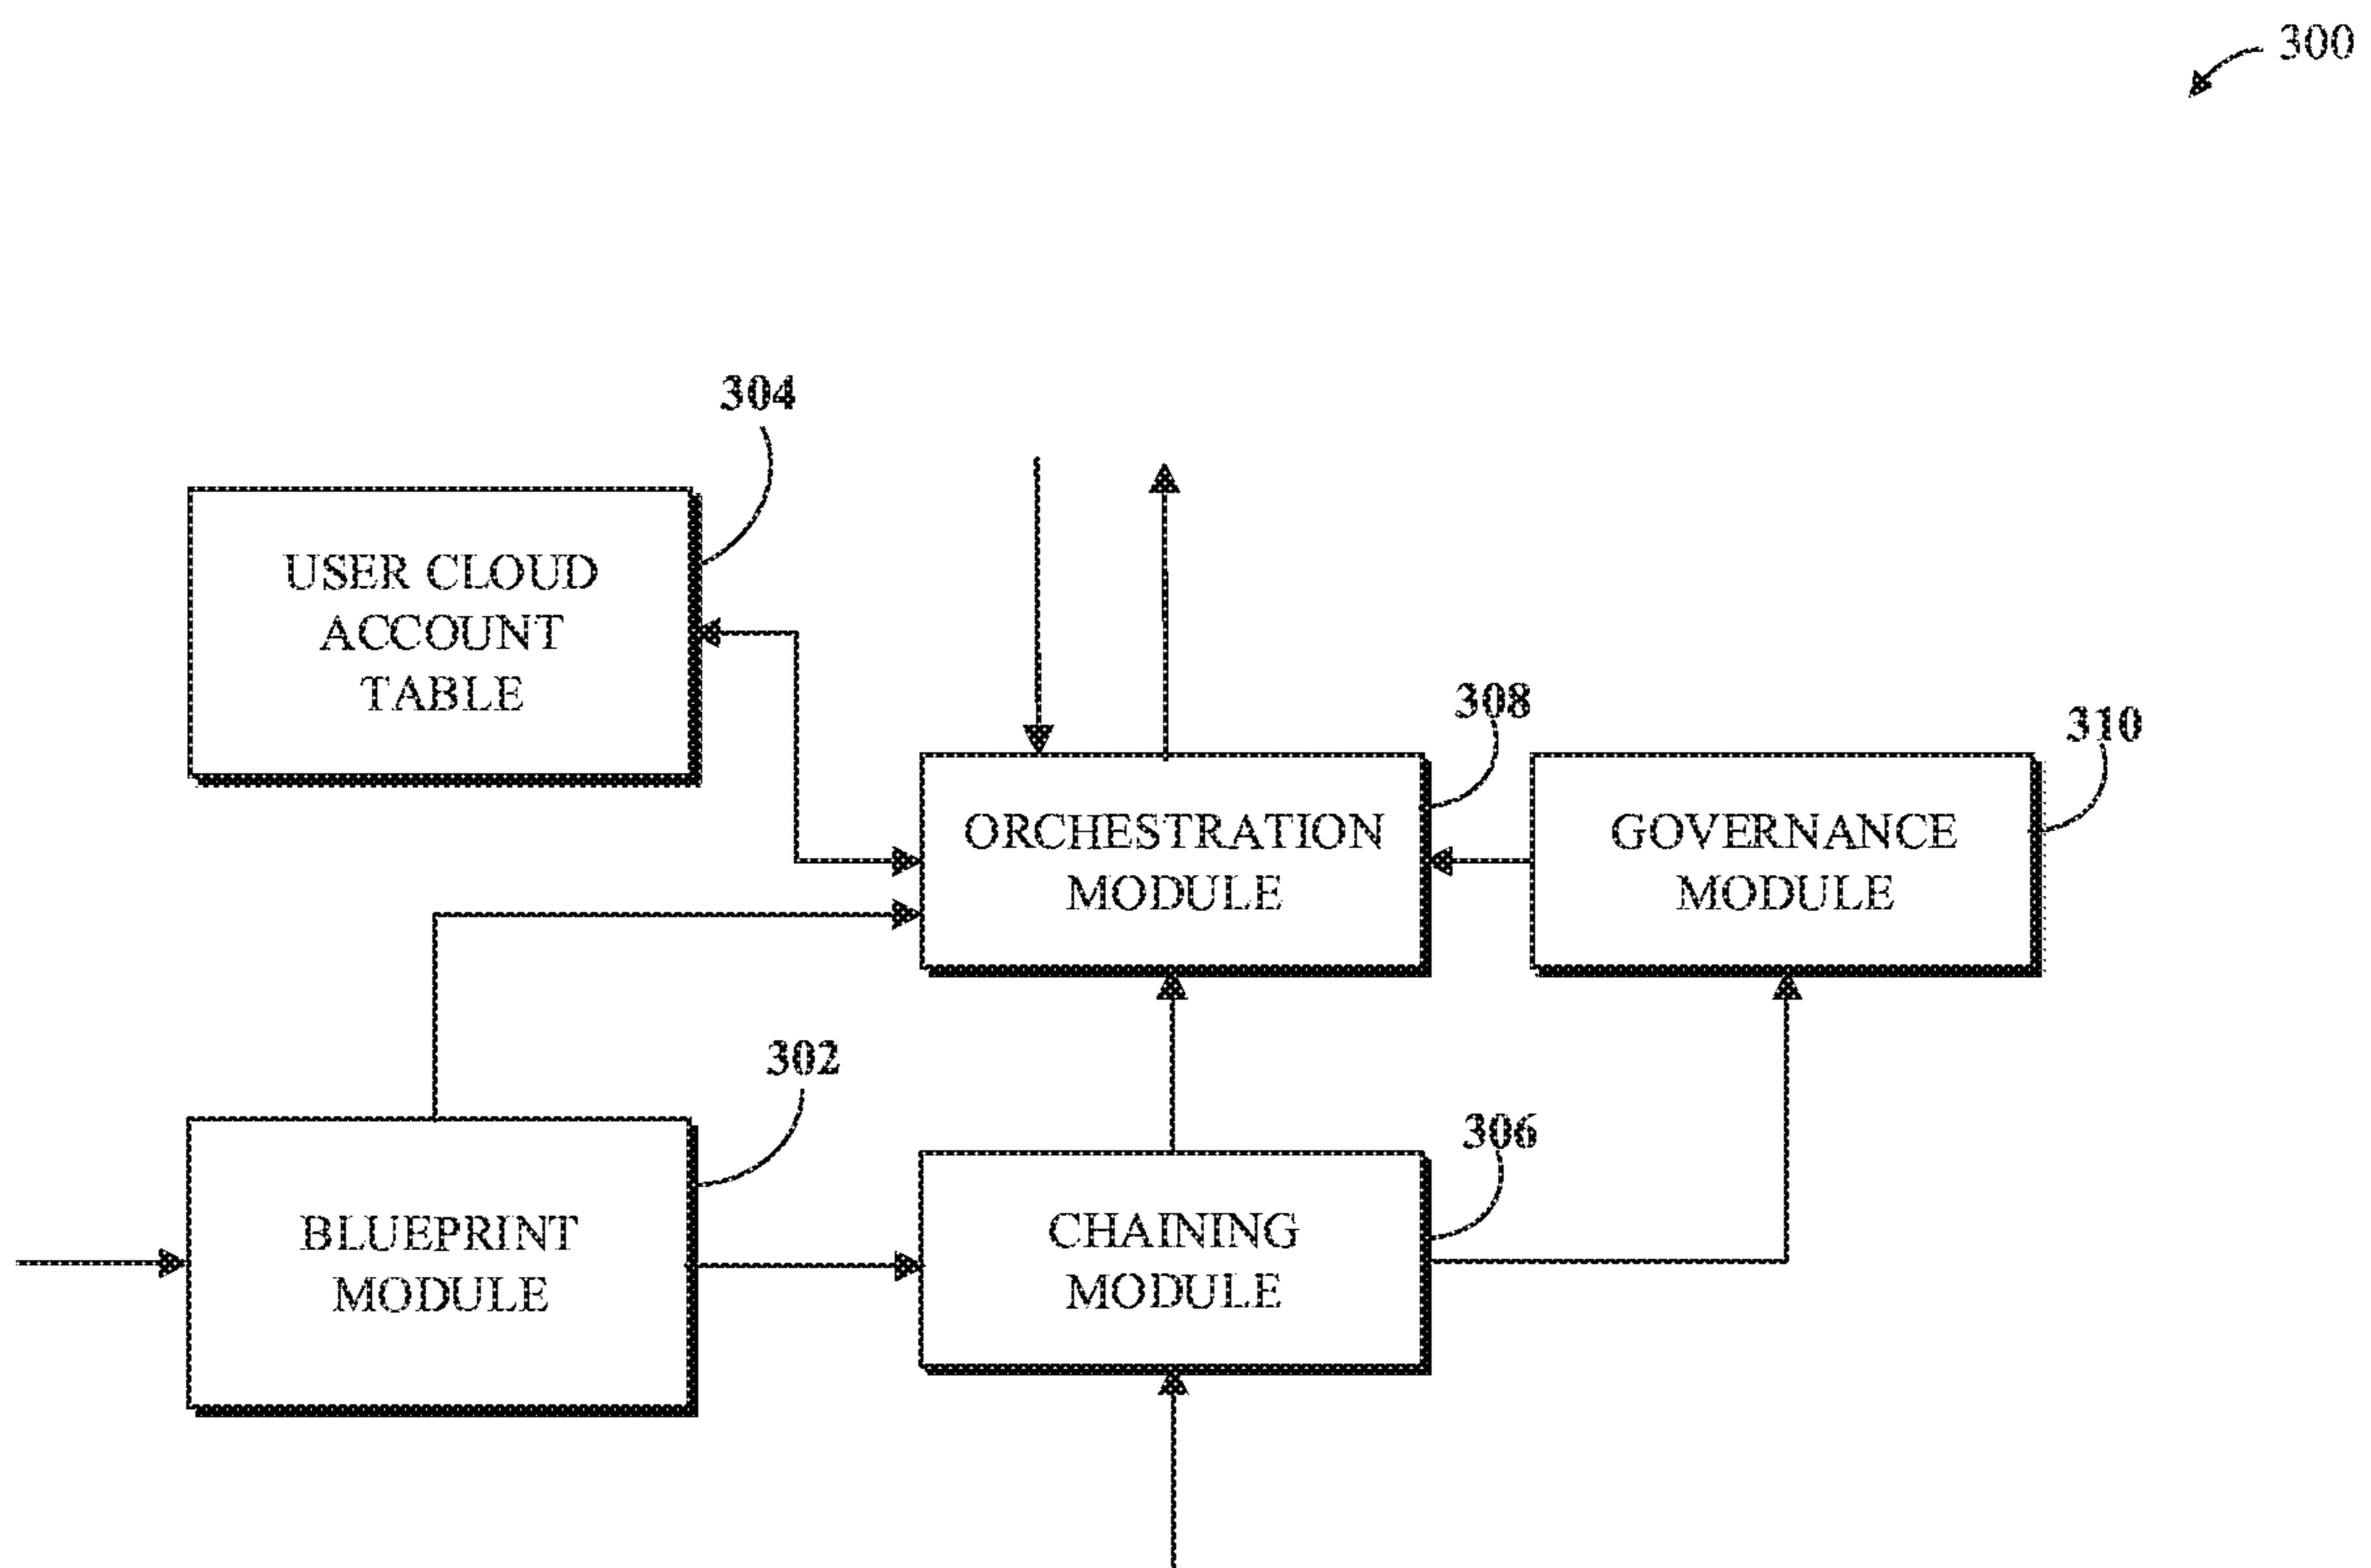 300
304
USER CLOUD
ACCOUNT
TABLE
308
310
ORCHESTRATION
MODULE
GOVERNANCE
MODULE
302
306
BLUEPRINT
MODULE
CHAINING
MODULE